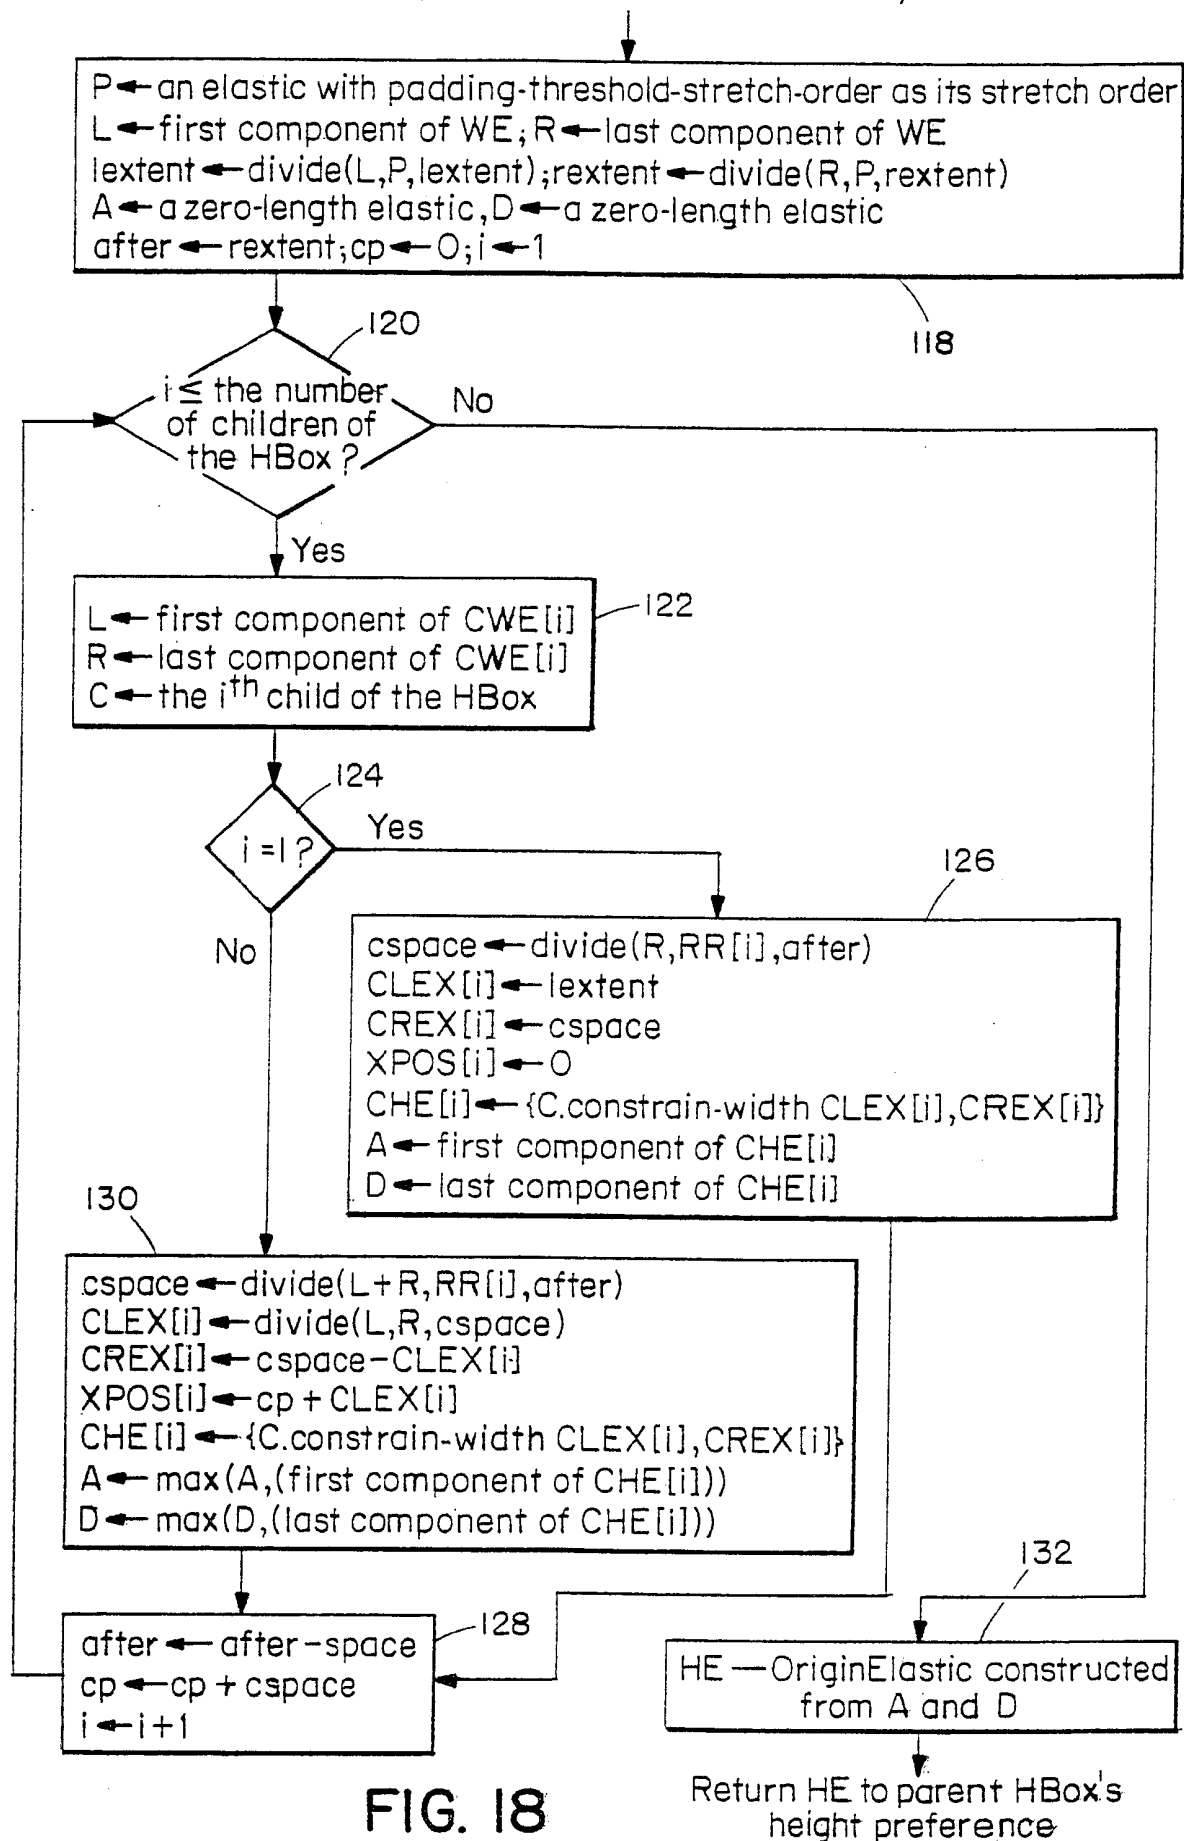 P←an elastic with padding-threshold-stretch-order as its stretch order
L←first component of WE; R←last component of WE
lextent←divide(L,P,lextent);rextent←divide(R,P,rextent)
A←a zero-length elastic, D←a zero-length elastic
after←rextent;cp←0;i←1
118
120
i≤ the number
of children of
the HBox?
No
Yes
L←first component of CWE[i]
R←last component of CWE[i]
C←the ith child of the HBox
122
124
i=1?
Yes
No
126
cspace←divide(R,RR[i],after)
CLEX[i]←lextent
CREX[i]←cspace
XPOS[i]←0
CHE[i]←{C.constrain-width CLEX[i],CREX[i]}
A←first component of CHE[i]
D←last component of CHE[i]
130
cspace←divide(L+R,RR[i],after)
CLEX[i]←divide(L,R,cspace)
CREX[i]←cspace-CLEX[i]
XPOS[i]←cp+CLEX[i]
CHE[i]←{C.constrain-width CLEX[i],CREX[i]}
A←max(A,(first component of CHE[i]))
D←max(D,(last component of CHE[i]))
128
after←after-space
cp←cp+cspace
i←i+1
132
HE—OriginElastic constructed
from A and D
Return HE to parent HBox's
height preference
FIG. 18